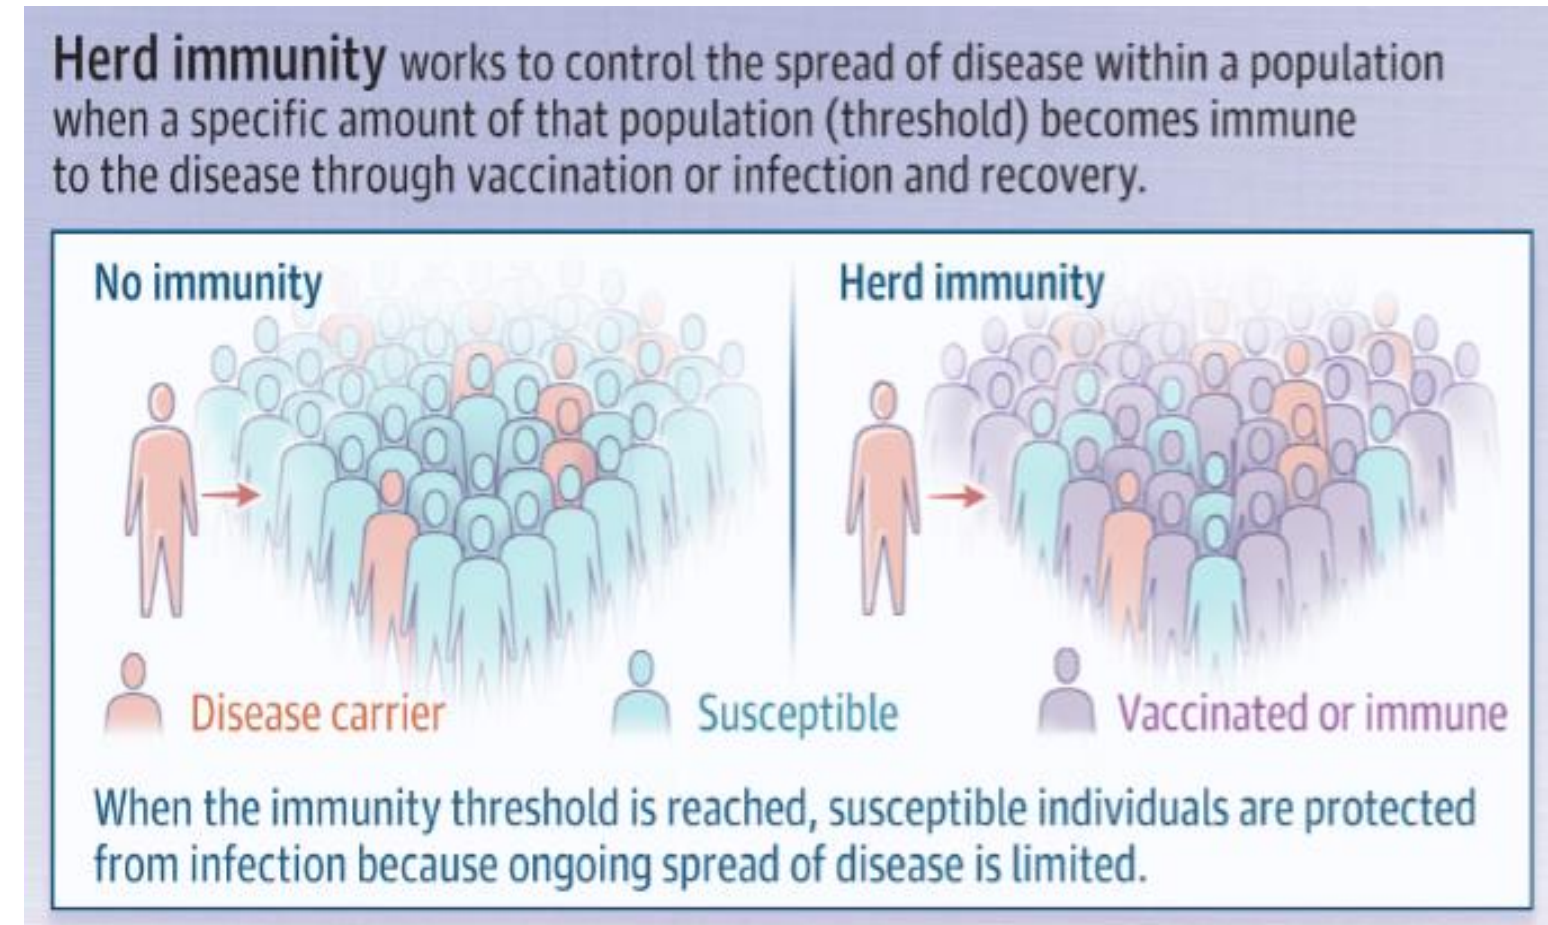 Herd immunity works to control the spread of disease within a population
when a specific amount of that population (threshold) becomes immune
to the disease through vaccination or infection and recovery.
No immunity
Herd immunity
Disease carrier
Susceptible
Vaccinated or immune
When the immunity threshold is reached, susceptible individuals are protected
from infection because ongoing spread of disease is limited.